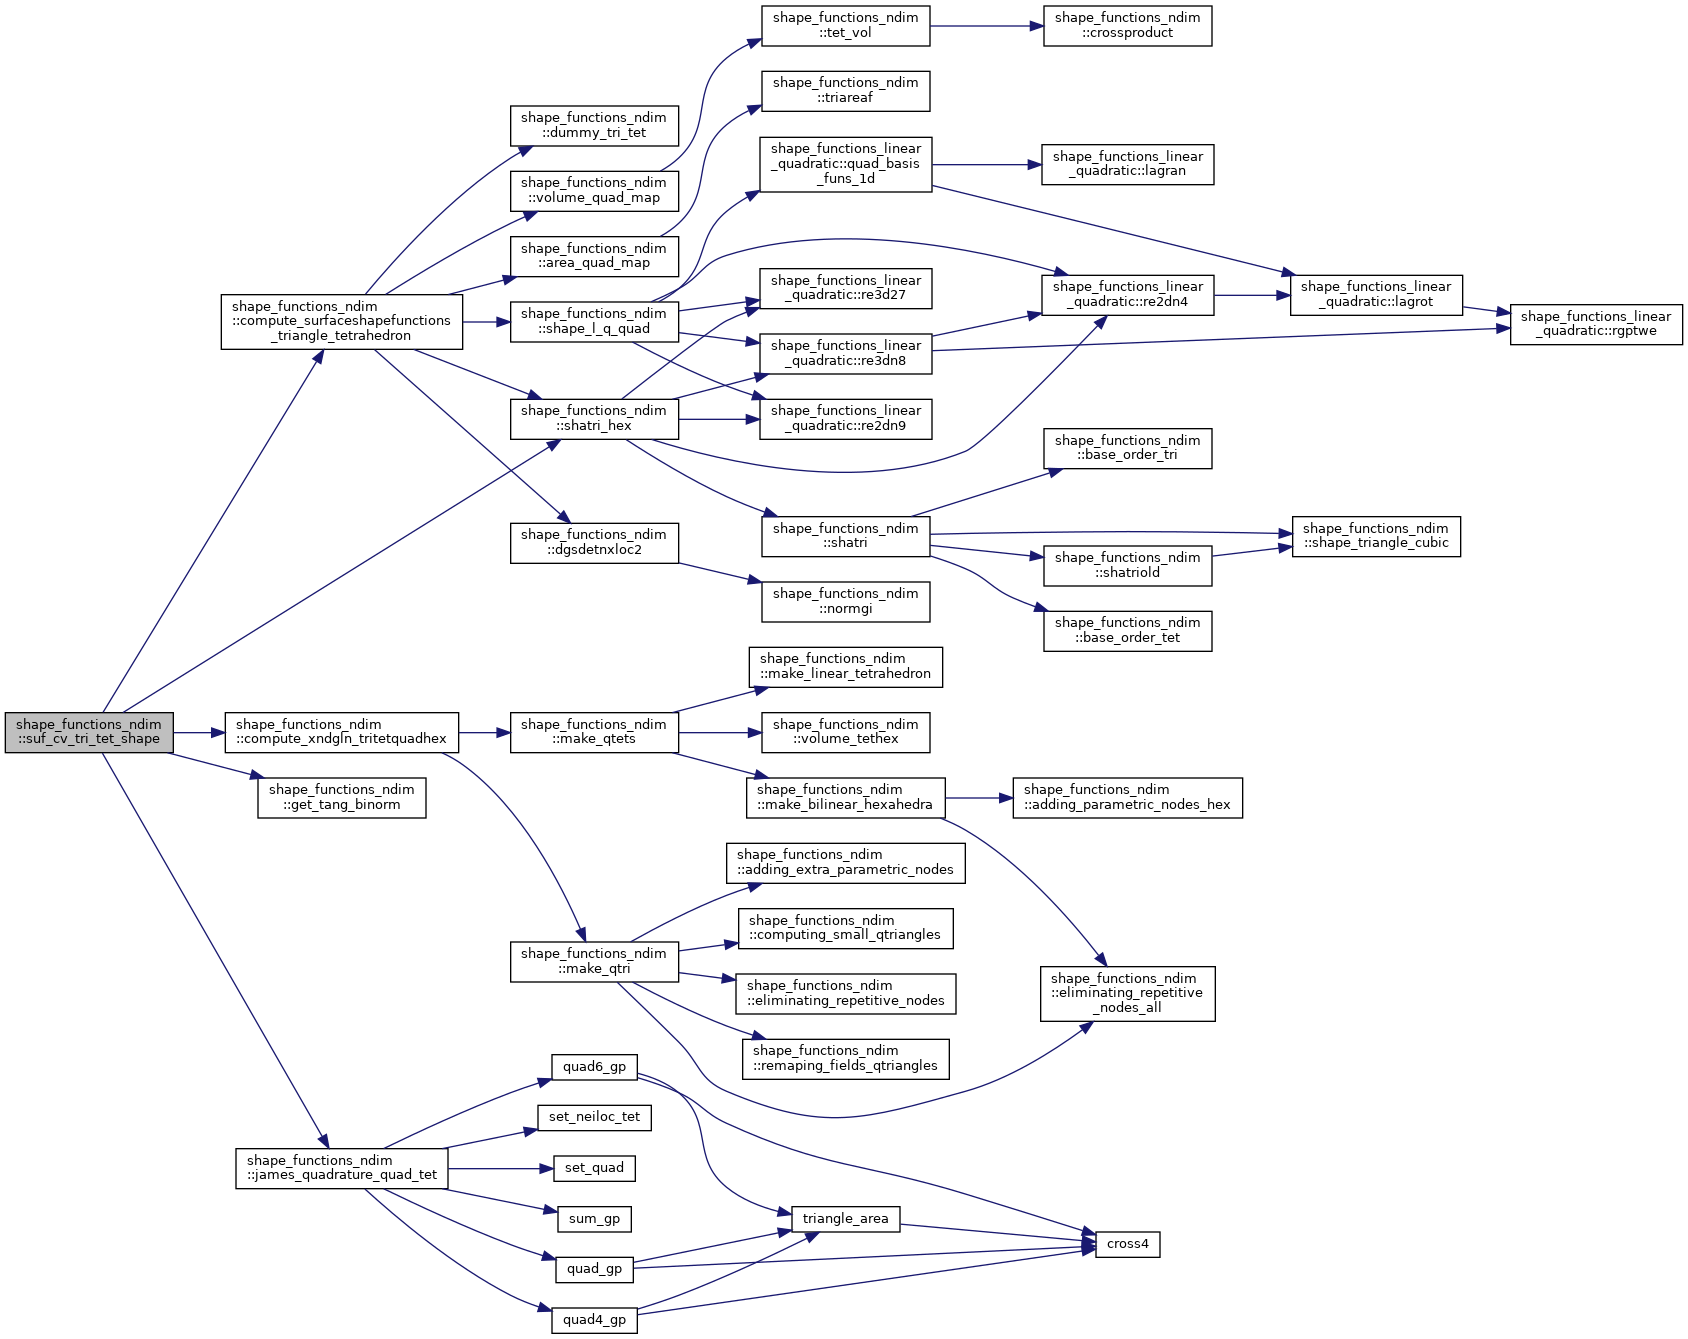 shape_functions_ndim
::suf_cv_tri_tet_shape
shape_functions_ndim
::compute_surfaceshapefunctions
_triangle_tetrahedron
shape_functions_ndim
::compute_xndgln_tritetquadhex
shape_functions_ndim
::get_tang_binorm
shape_functions_ndim
::james_quadrature_quad_tet
shape_functions_ndim
::dummy_tri_tet
shape_functions_ndim
::volume_quad_map
shape_functions_ndim
::area_quad_map
shape_functions_ndim
::shape_l_q_quad
shape_functions_ndim
::shatri_hex
shape_functions_ndim
::dgsdetnxloc2
shape_functions_ndim
::make_qtets
shape_functions_ndim
::make_qtri
quad6_gp
set_neiloc_tet
set_quad
sum_gp
quad_gp
quad4_gp
shape_functions_ndim
::tet_vol
shape_functions_ndim
::triareaf
shape_functions_linear
_quadratic::quad_basis
_funs_1d
shape_functions_linear
_quadratic::re3d27
shape_functions_linear
_quadratic::re3dn8
shape_functions_linear
_quadratic::re2dn9
shape_functions_ndim
::shatri
shape_functions_ndim
::normgi
shape_functions_ndim
::make_linear_tetrahedron
shape_functions_ndim
::volume_tethex
shape_functions_ndim
::make_bilinear_hexahedra
shape_functions_ndim
::adding_extra_parametric_nodes
shape_functions_ndim
::computing_small_qtriangles
shape_functions_ndim
::eliminating_repetitive_nodes
shape_functions_ndim
::remaping_fields_qtriangles
triangle_area
shape_functions_ndim
::crossproduct
shape_functions_linear
_quadratic::lagran
shape_functions_linear
_quadratic::re2dn4
shape_functions_ndim
::base_order_tri
shape_functions_ndim
::shatriold
shape_functions_ndim
::base_order_tet
shape_functions_ndim
::adding_parametric_nodes_hex
shape_functions_ndim
::eliminating_repetitive
_nodes_all
cross4
shape_functions_linear
_quadratic::lagrot
shape_functions_ndim
::shape_triangle_cubic
shape_functions_linear
_quadratic::rgptwe